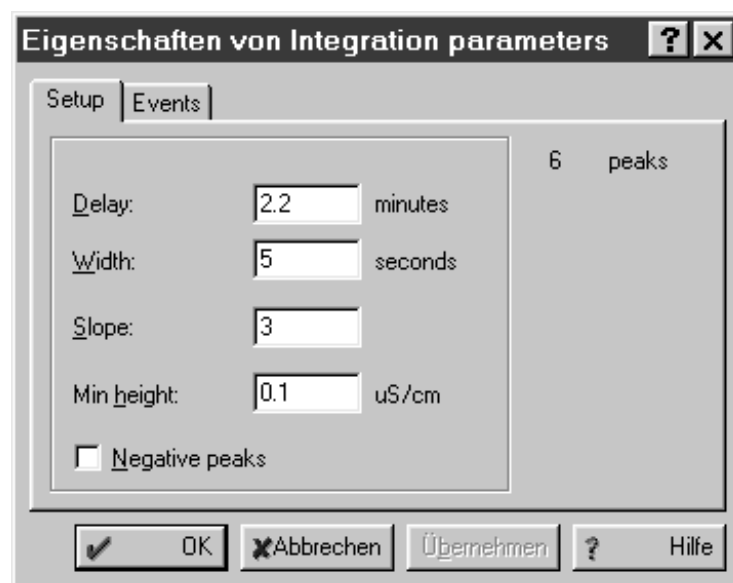 Eigenschaften von Integration parameters ? ×
Setup Events
6 peaks
Delay: 2.2 minutes
Width: 5 seconds
Slope: 3
Min height: 0.1 uS/cm
Negative peaks
OK Abbrechen Übernehmen ? Hilfe